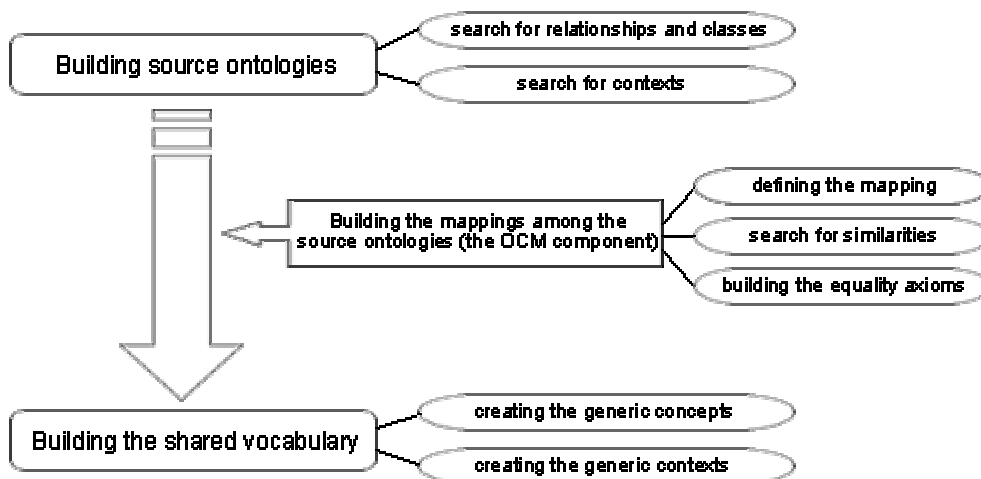 search for relationships and classes
Building source ontologies
search for contexts
defining the mapping
Building the mappings among the
source ontologies (the OCM component)
search for similarities
building the equality axioms
creating the generic concepts
Building the shared vocabulary
creating the generic contexts